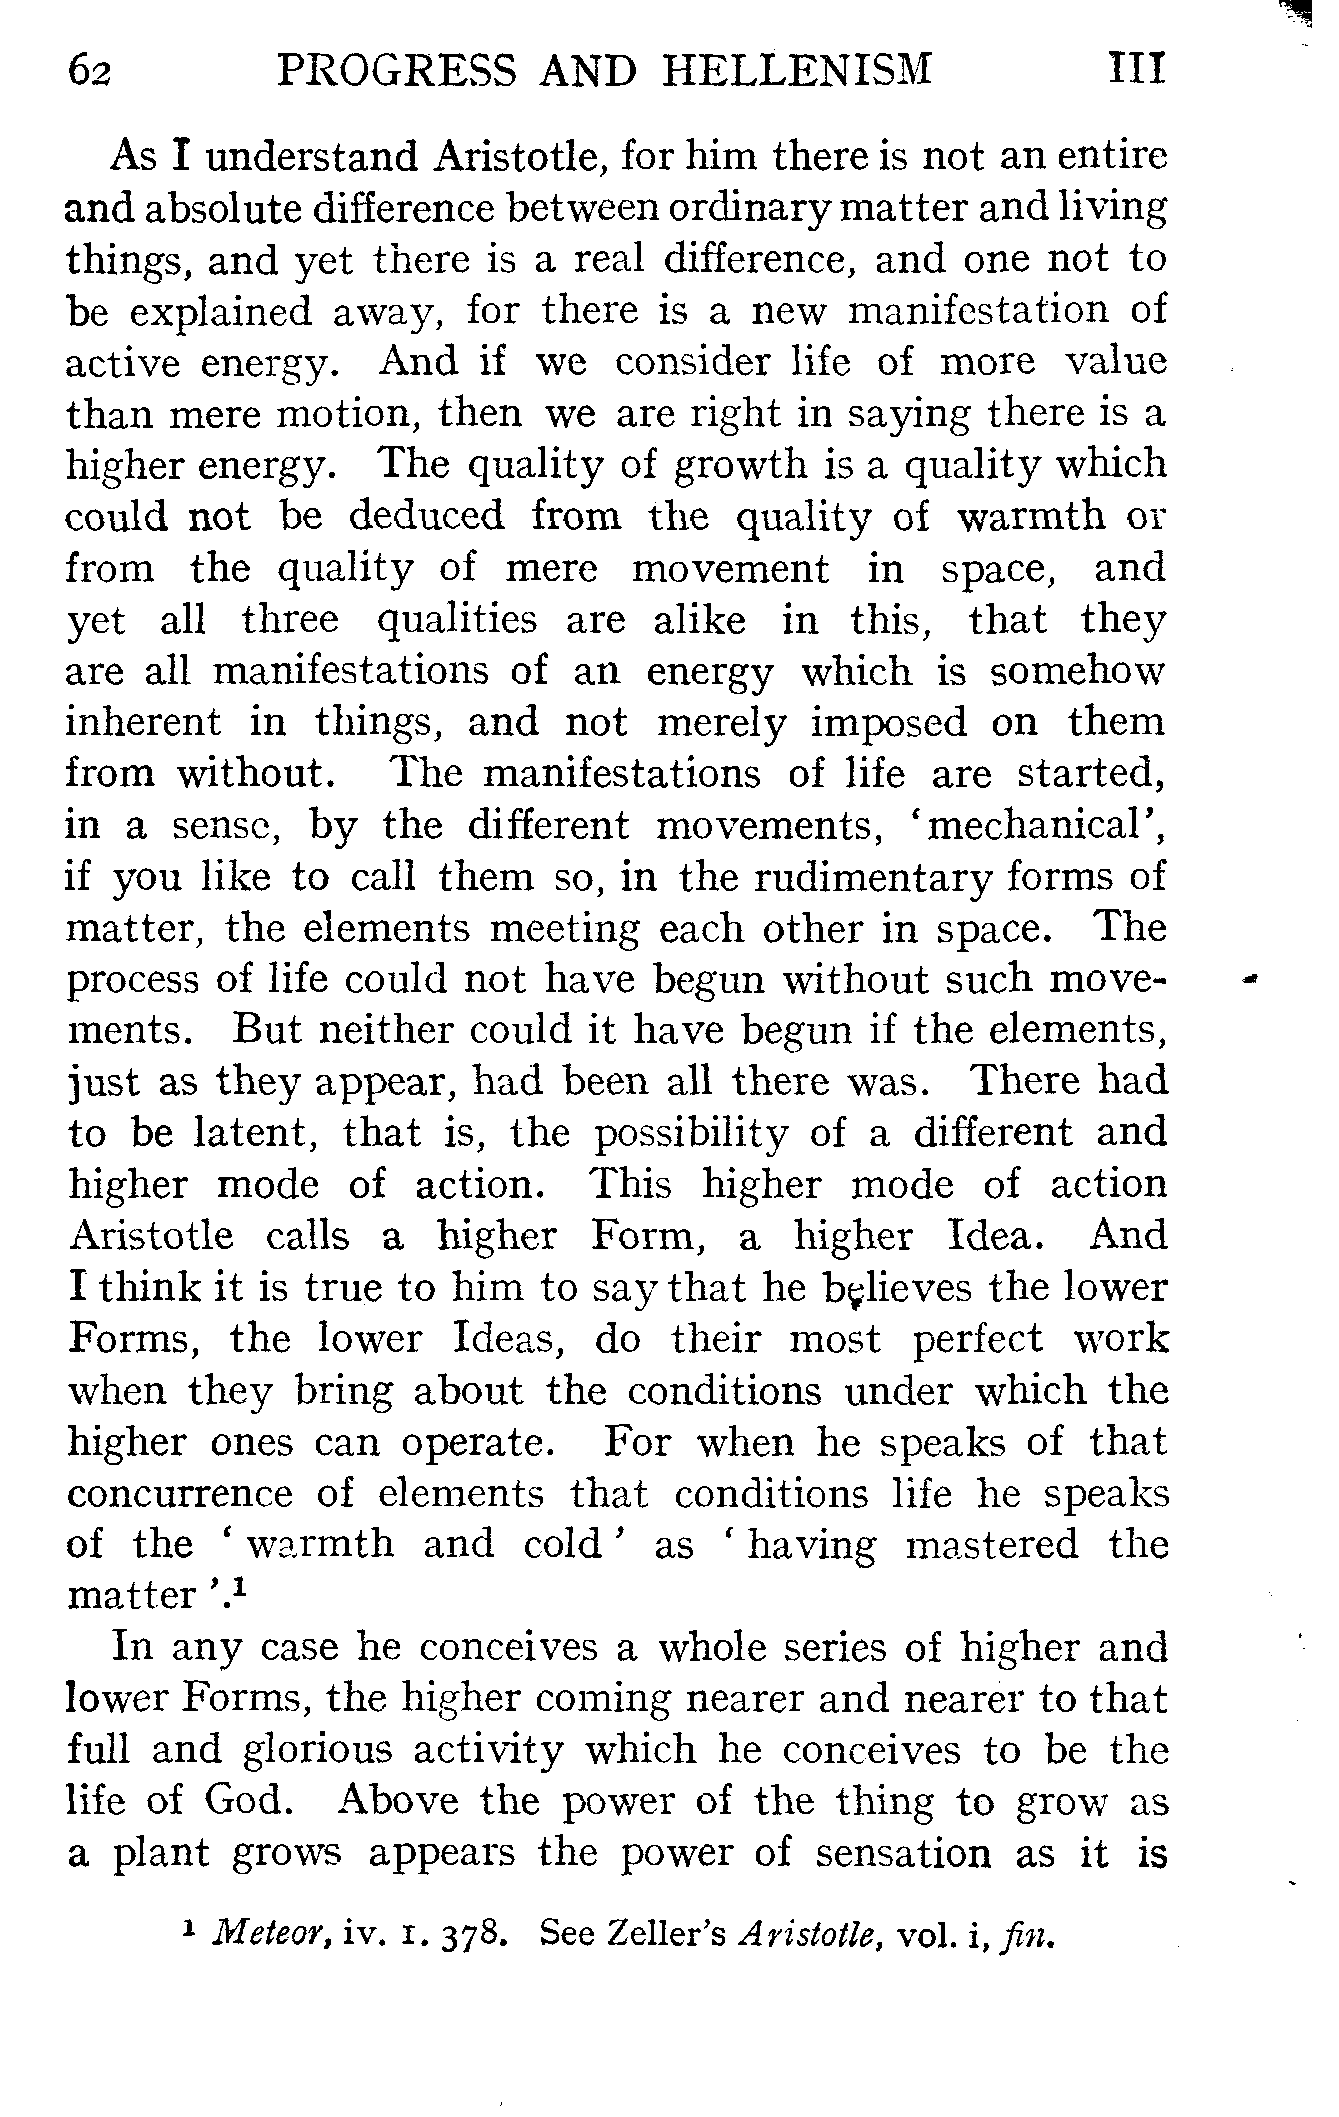 62 PROGRESS AND HELLENISM III
As I understand Aristotle, for him there is not an entire
and absolute difference between ordinary matter and living
things, and yet there is a real difference, and one not to
be explained away, for there is a new manifestation of
active energy. And if we consider life of more value
than mere motion, then we are right in saying there is a
higher energy. The quality of growth is a quality which
could not be deduced from the quality of warmth or
from the quality of mere movement in space, and
yet all three qualities are alike in this, that they
are all manifestations of an energy which is somehow
inherent in things, and not merely imposed on them
from without. The manifestations of life are started,
in a sense, by the different movements, ‘mechanical’,
if you like to call them so, in the rudimentary forms of
matter, the elements meeting each other in space. The
process of life could not have begun without such move-
ments. But neither could it have begun if the elements,
just as they appear, had been all there was. There had
to be latent, that is, the possibility of a different and
higher mode of action. This higher mode of action
Aristotle calls a higher Form, a higher Idea. And
I think it is true to him to say that he believes the lower
Forms, the lower Ideas, do their most perfect work
when they bring about the conditions under which the
higher ones can operate. For when he speaks of that
concurrence of elements that conditions life he speaks
of the ‘ warmth and cold ’ as ‘ having mastered the
matter ’.¹
In any case he conceives a whole series of higher and
lower Forms, the higher coming nearer and nearer to that
full and glorious activity which he conceives to be the
life of God. Above the power of the thing to grow as
a plant grows appears the power of sensation as it is
¹ Meteor, iv. 1. 378. See Zeller’s Aristotle, vol. i, fin.